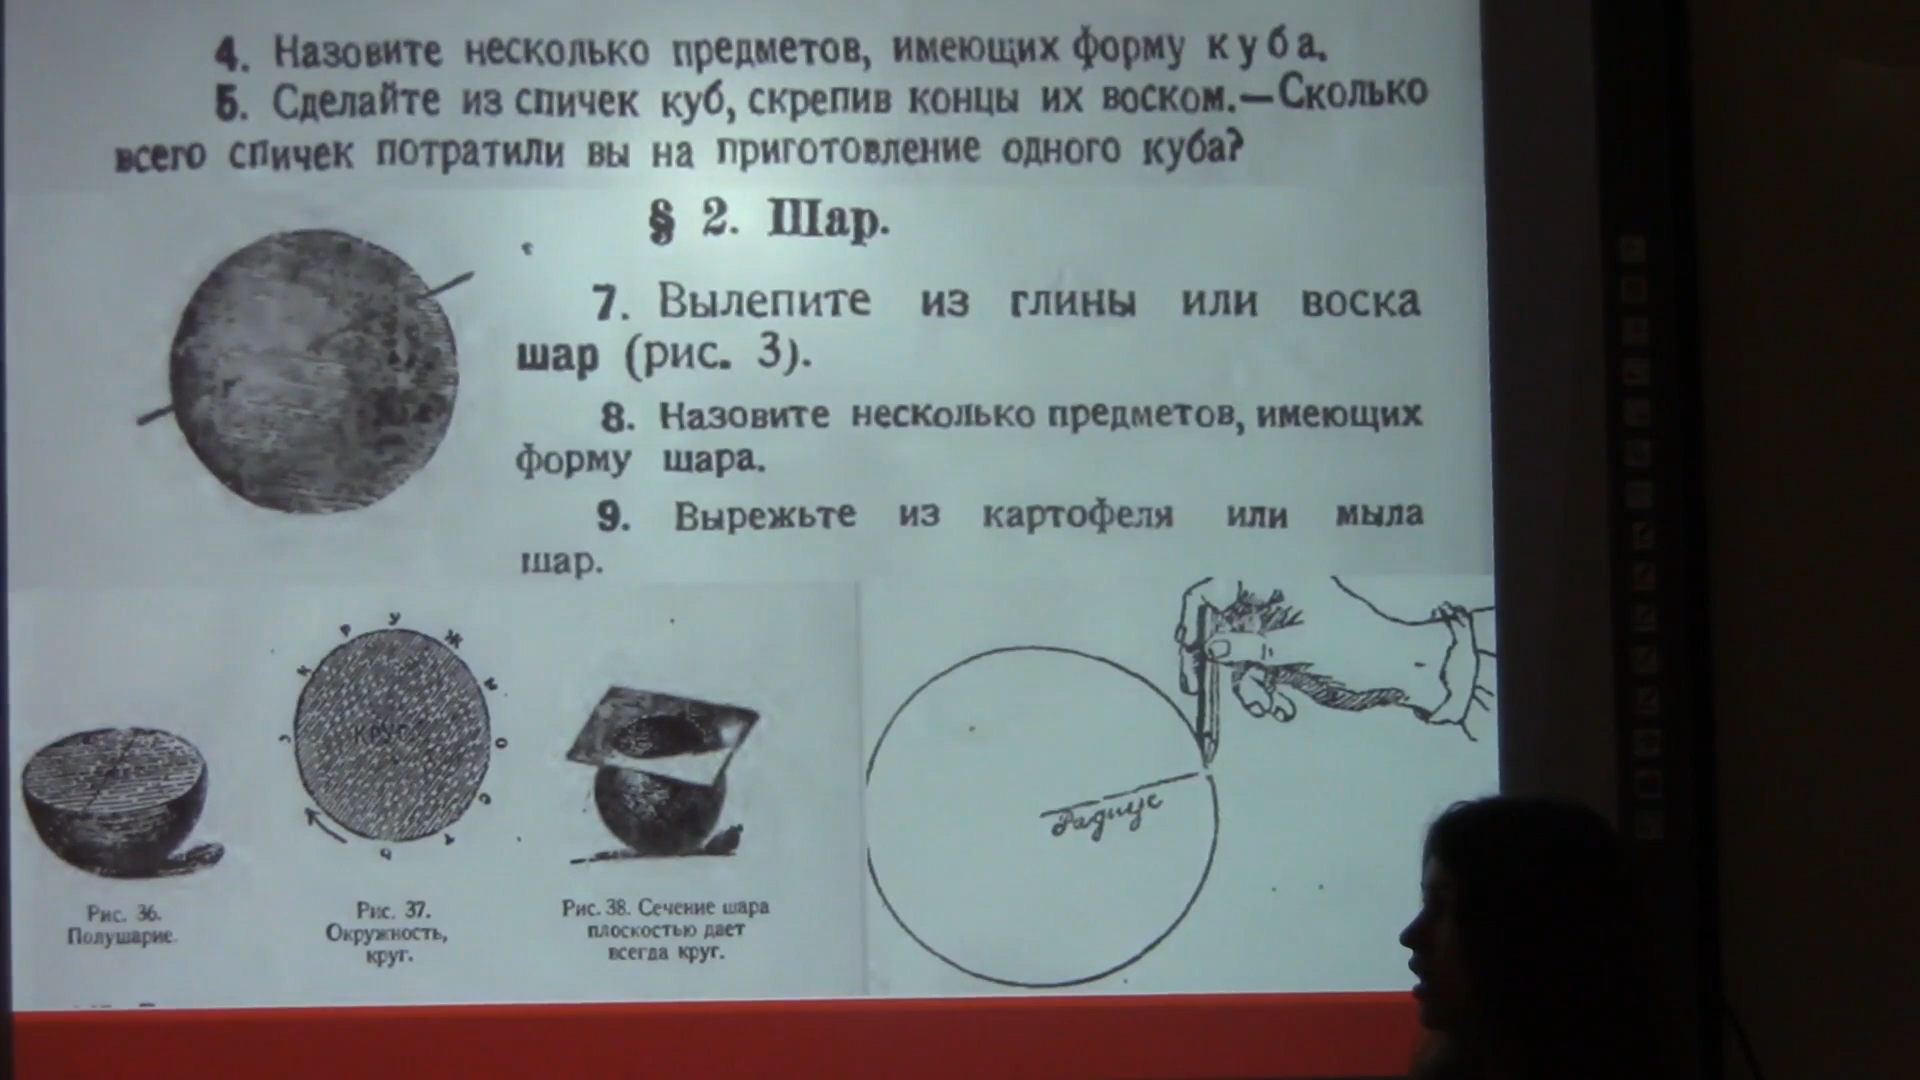 4. Назовите несколько предметов, имеющих форму куба.
5. Сделайте из спичек куб, скрепив концы их воском.—Сколько
всего спичек потратили вы на приготовление одного куба?
§ 2. Шар.
7. Вылепите из глины или воска
шар (рис. 3).
8. Назовите несколько предметов, имеющих
форму шара.
9. Вырежьте из картофеля или мыла
шар.
КРУГ
Радиус
Рис. 36.
Полушарие.
Рис. 37.
Окружность,
круг.
Рис. 38. Сечение шара
плоскостью дает
всегда круг.